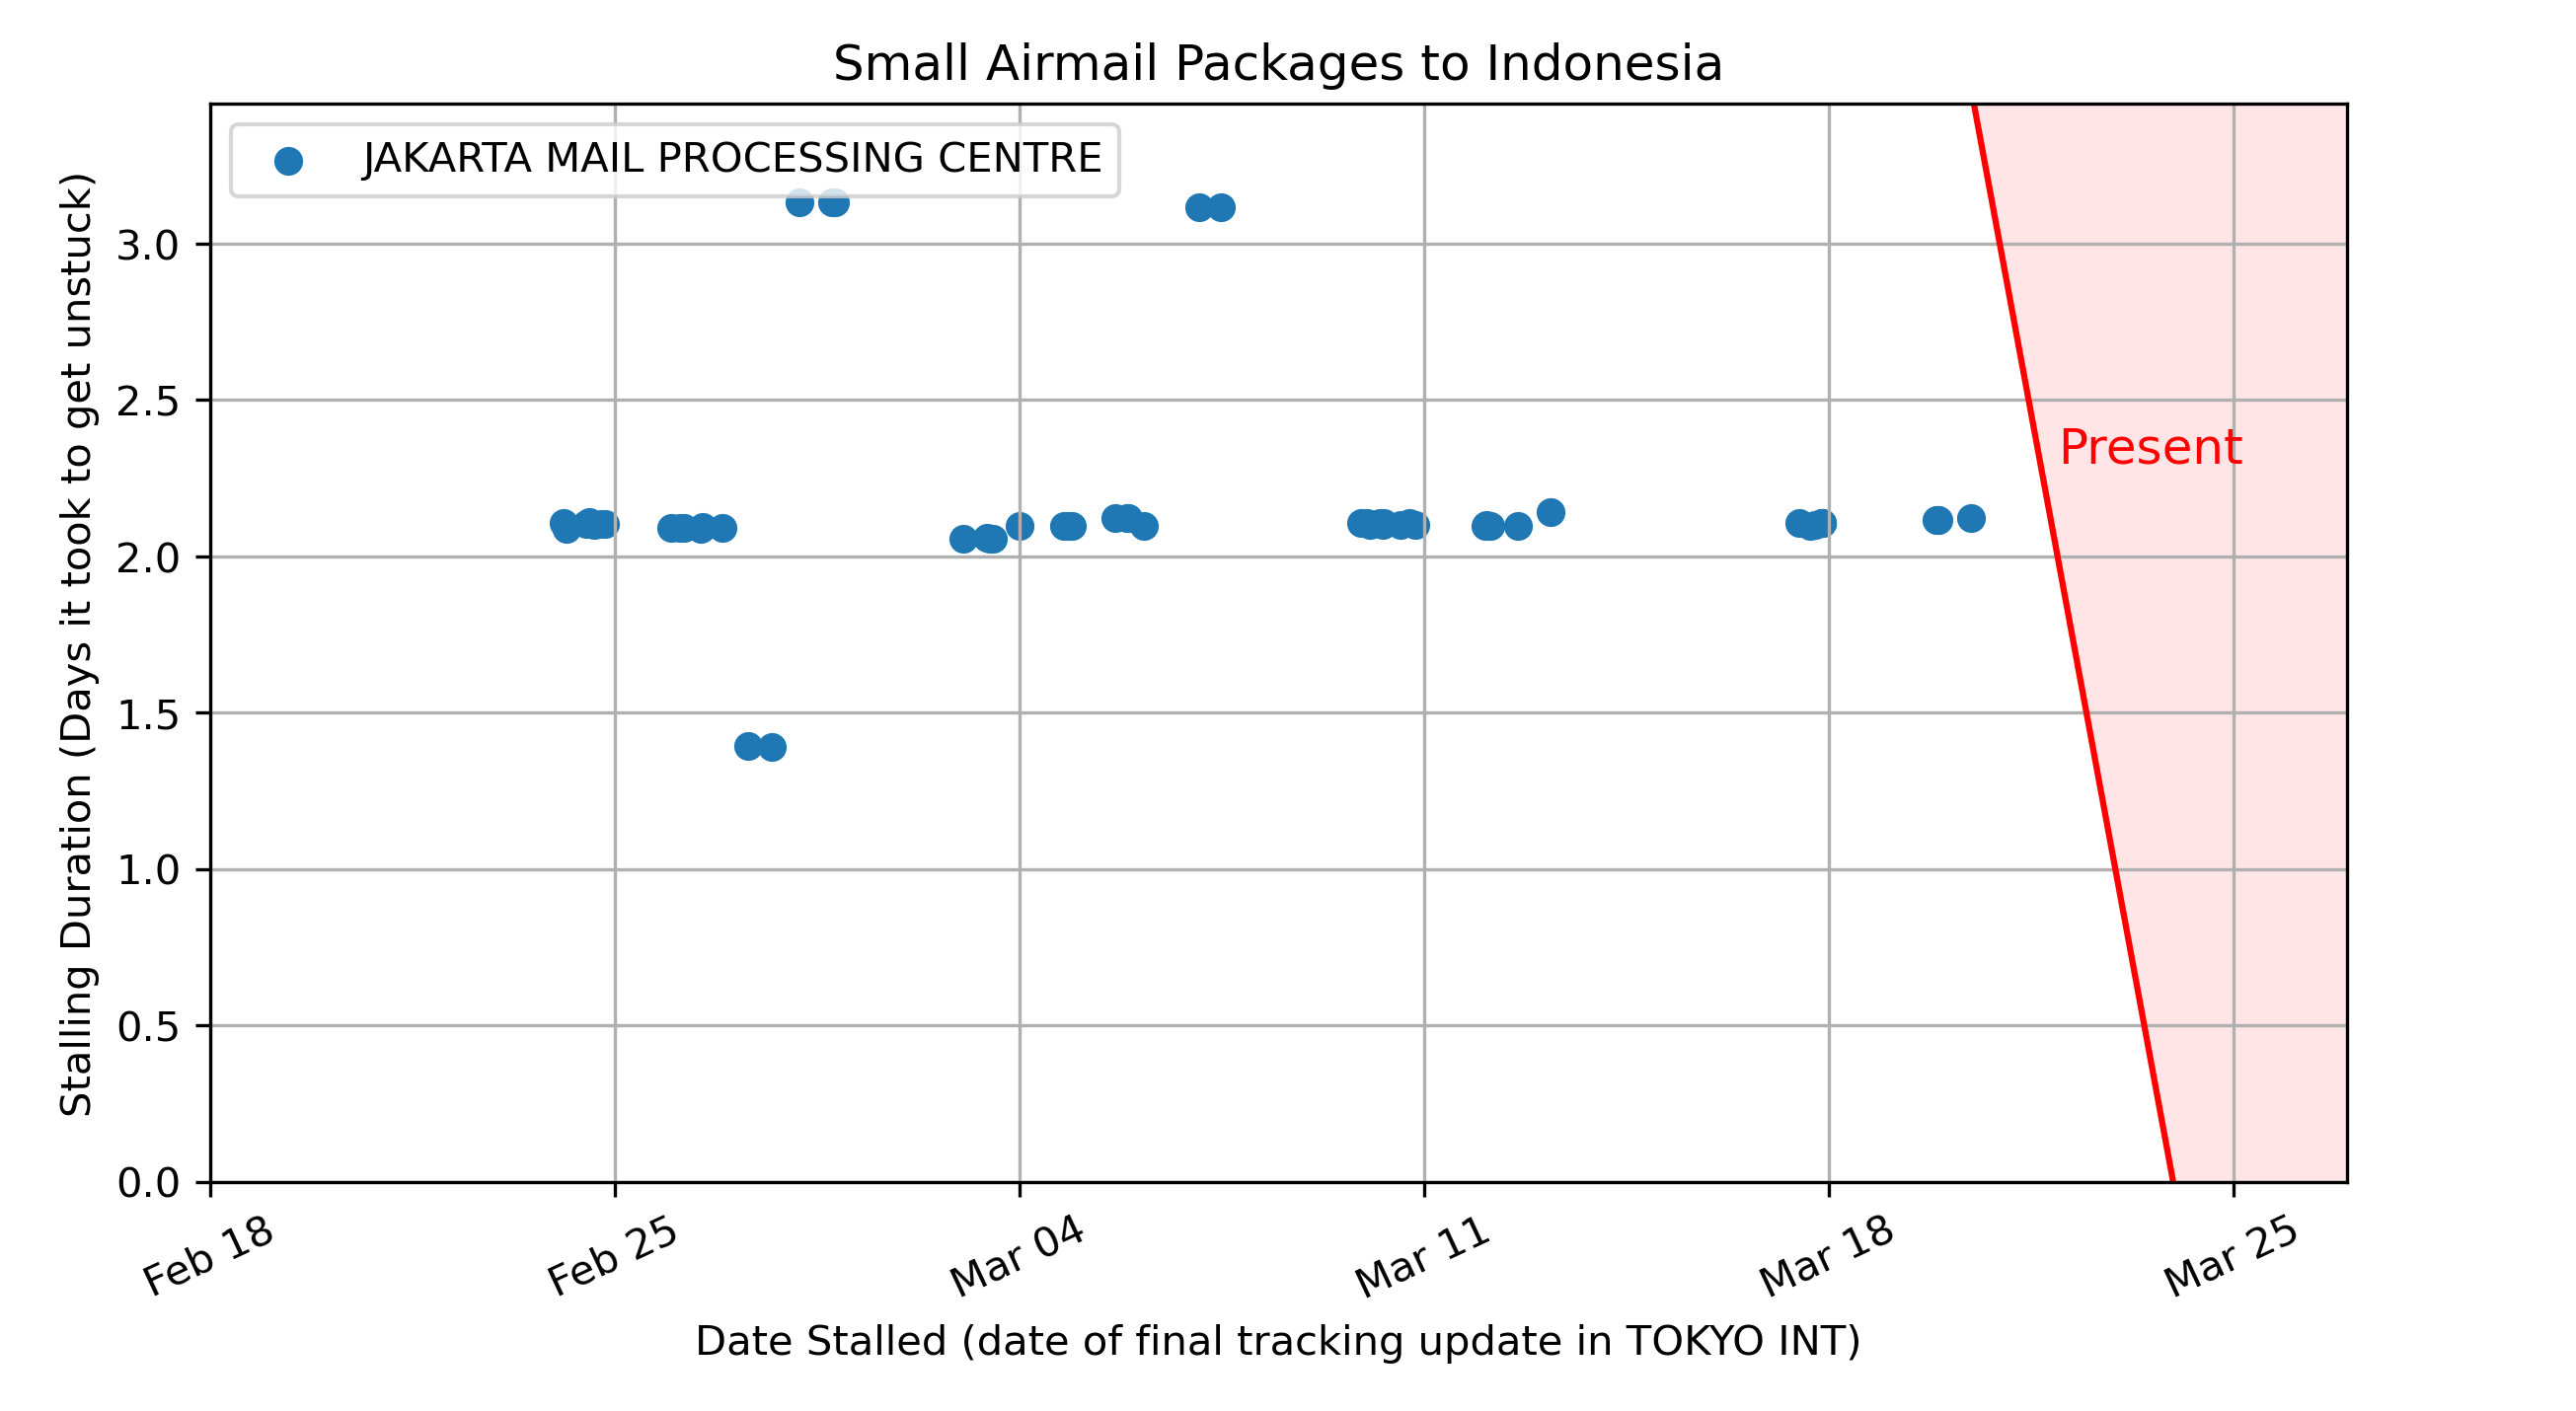 Small Airmail Packages to Indonesia
JAKARTA MAIL PROCESSING CENTRE
Stalling Duration (Days it took to get unstuck)
3.0
2.5
2.0
1.5
1.0
0.5
0.0
Present
Feb 18
Feb 25
Mar 04
Mar 11
Mar 18
Mar 25
Date Stalled (date of final tracking update in TOKYO INT)